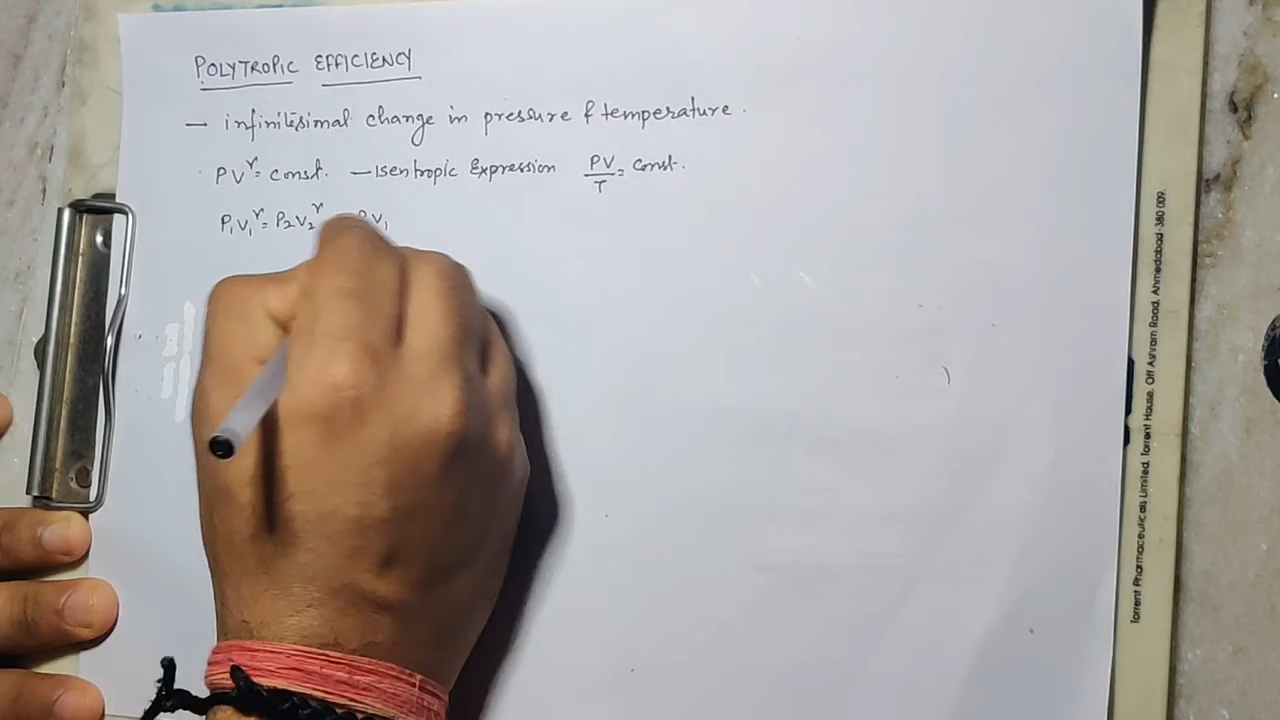 POLYTROPIC EFFICIENCY
— infinitesimal change in pressure & temperature.
PV^γ = const. — Isentropic Expression PV/T = const.
P₁V₁^γ = P₂V₂^γ P V₁
Torrent Pharmaceuticals Limited, Torrent House, Off Ashram Road, Ahmedabad-380 009.